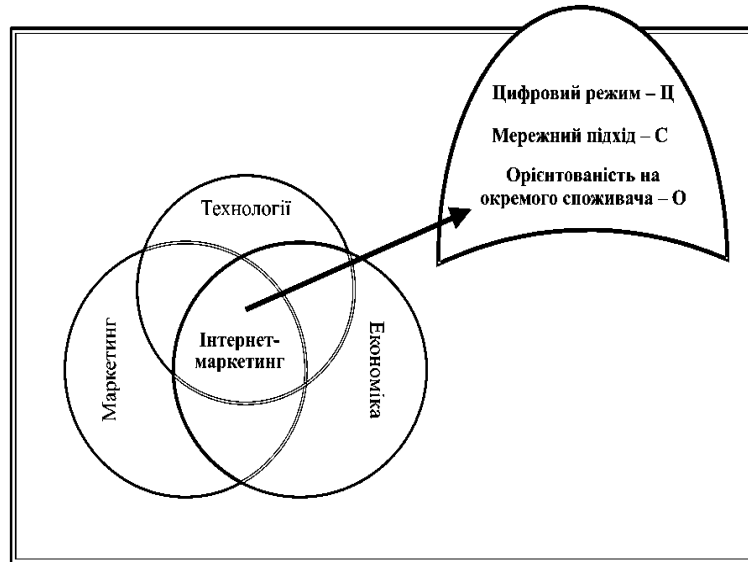 Цифровий режим – Ц
Мережний підхід – С
Орієнтованість на
окремого споживача – О
Технології
Інтернет-
маркетинг
Маркетинг
Економіка